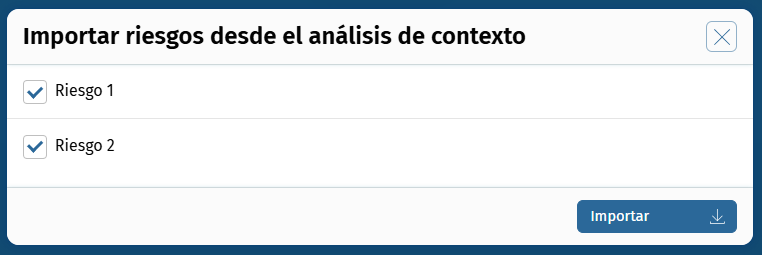 Importar riesgos desde el análisis de contexto
Riesgo 1
Riesgo 2
Importar